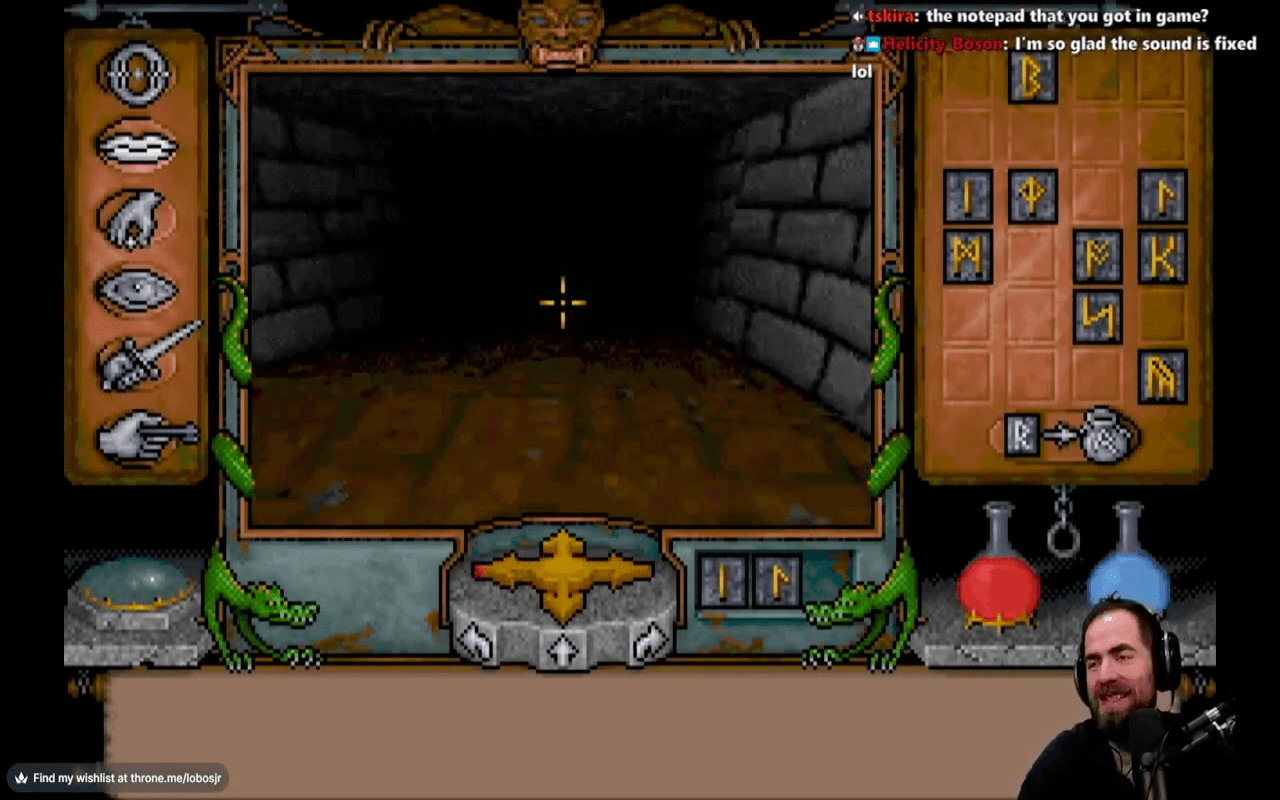 tskira: the notepad that you got in game?
Helicity_Boson: I'm so glad the sound is fixed
lol
ᛒ
ᛁ ᛚ
ᛗ
R
ᛁ ᛚ
Find my wishlist at throne.me/lobosjr